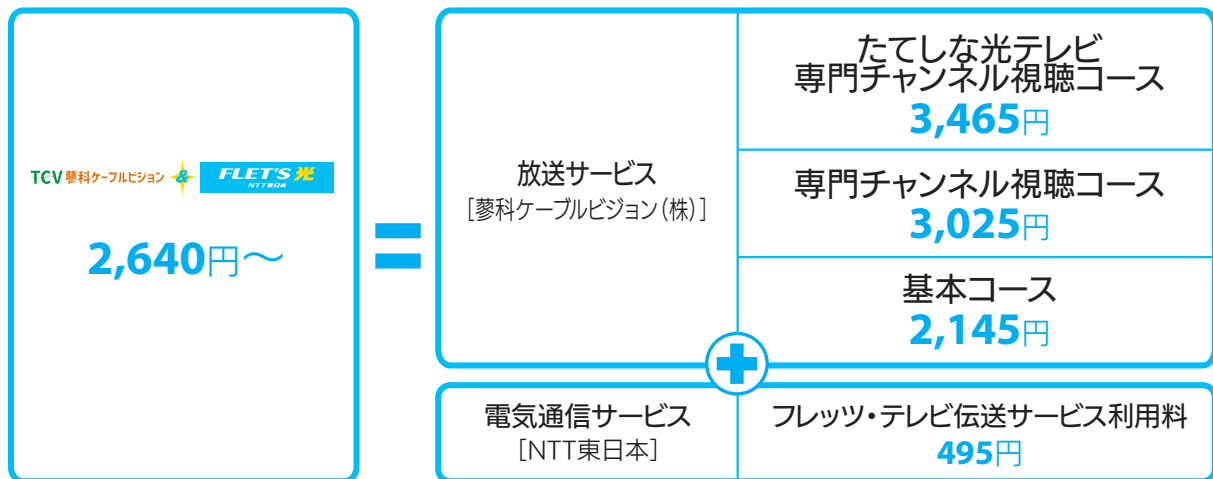 TCV 蓼科ケーブルビジョン & FLET'S 光
NTT東日本
2,640円〜
=
放送サービス
[蓼科ケーブルビジョン(株)]
たてしな光テレビ
専門チャンネル視聴コース
3,465円
専門チャンネル視聴コース
3,025円
基本コース
2,145円
+
電気通信サービス
[NTT東日本]
フレッツ・テレビ伝送サービス利用料
495円